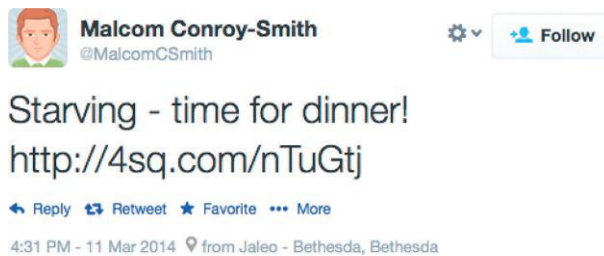 Malcom Conroy-Smith
@MalcomCSmith
Follow
Starving - time for dinner!
http://4sq.com/nTuGtj
Reply Retweet Favorite ••• More
4:31 PM - 11 Mar 2014 from Jaleo - Bethesda, Bethesda